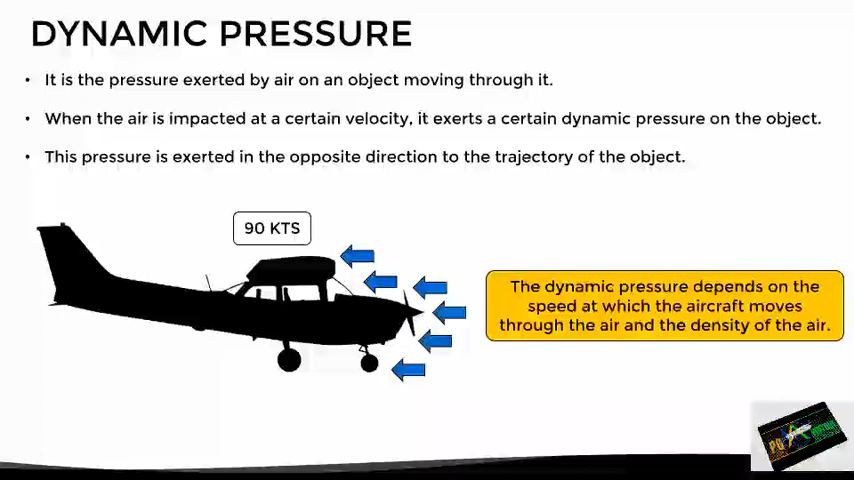 DYNAMIC PRESSURE
• It is the pressure exerted by air on an object moving through it.
• When the air is impacted at a certain velocity, it exerts a certain dynamic pressure on the object.
• This pressure is exerted in the opposite direction to the trajectory of the object.
90 KTS
The dynamic pressure depends on the
speed at which the aircraft moves
through the air and the density of the air.